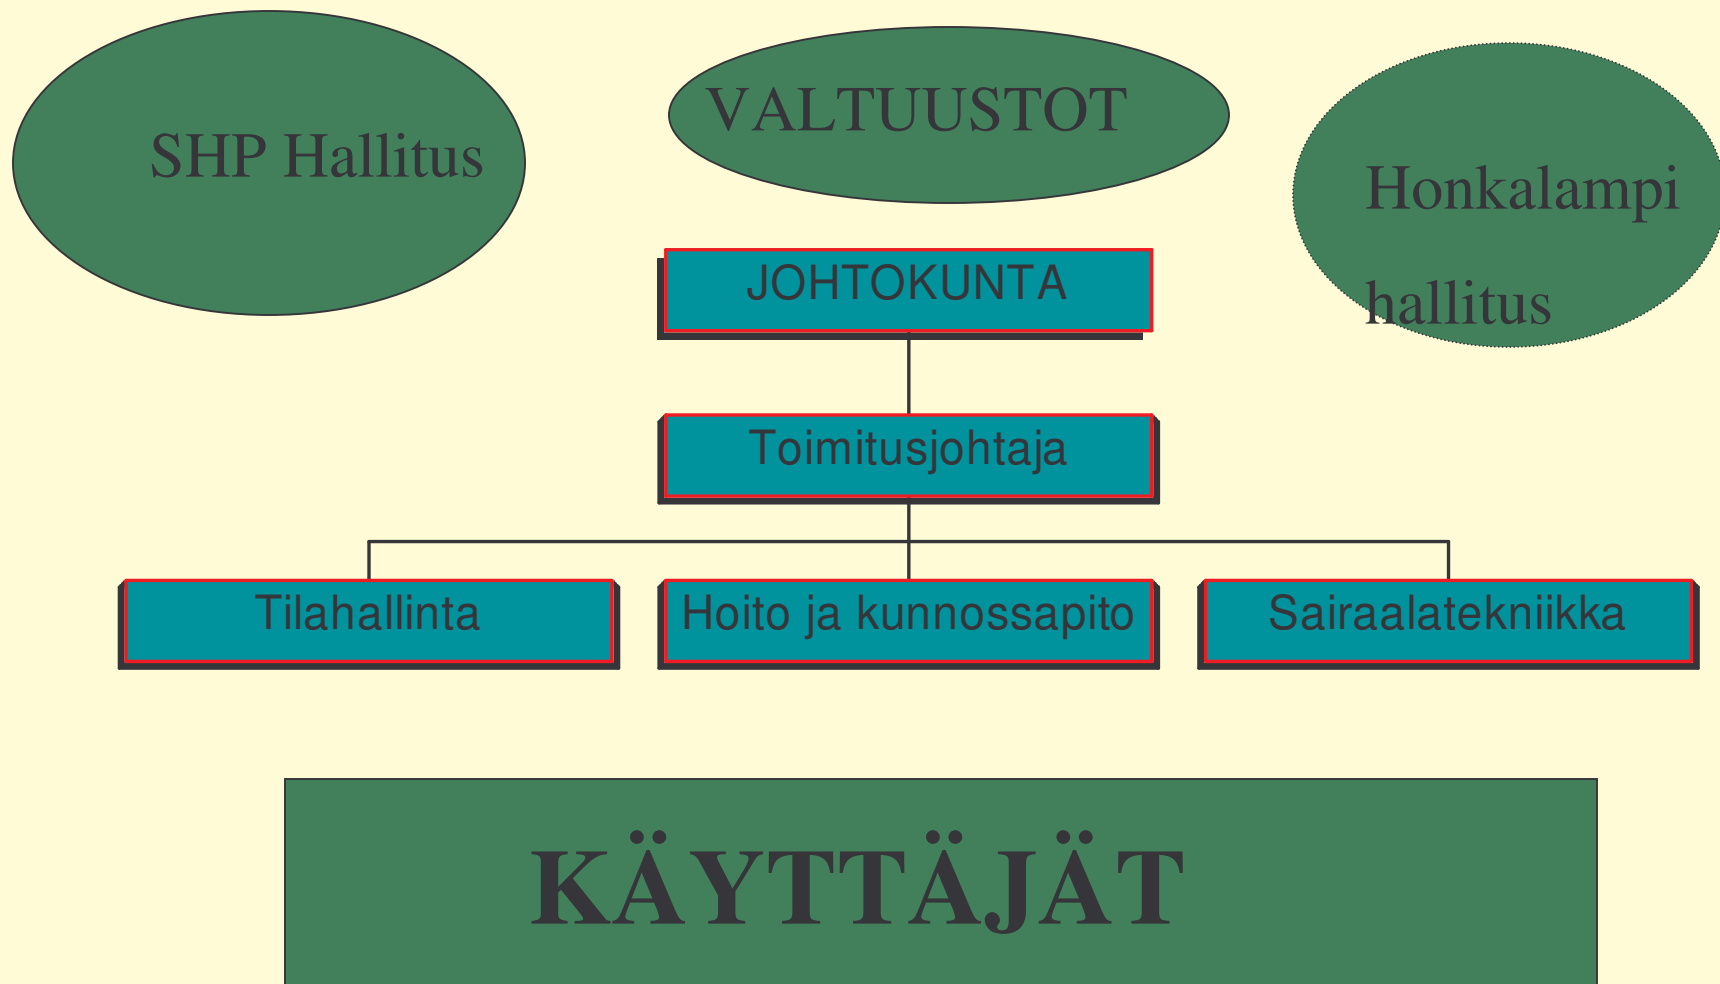 SHP Hallitus
VALTUUSTOT
Honkalampi
hallitus
JOHTOKUNTA
Toimitusjohtaja
Tilahallinta
Hoito ja kunnossapito
Sairaalatekniikka
KÄYTTÄJÄT